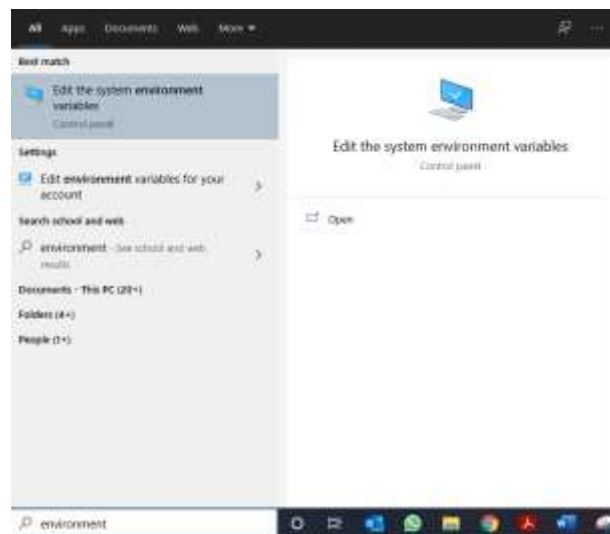 All Apps Documents Web More
Best match
Edit the system environment
variables
Control panel
Edit the system environment variables
Control panel
Settings
Edit environment variables for your
account
Open
Search school and web
environment - See school and web
results
Documents - This PC (20+)
Folders (4+)
People (1+)
environment